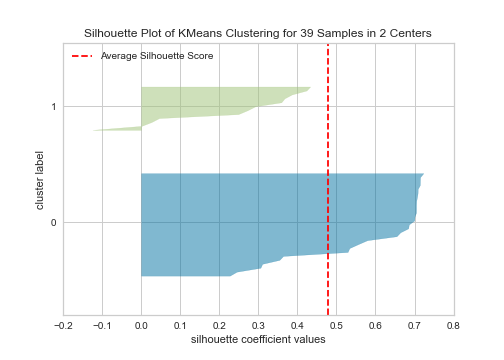 Silhouette Plot of KMeans Clustering for 39 Samples in 2 Centers
Average Silhouette Score
1
0
cluster label
−0.2 −0.1 0.0 0.1 0.2 0.3 0.4 0.5 0.6 0.7 0.8
silhouette coefficient values